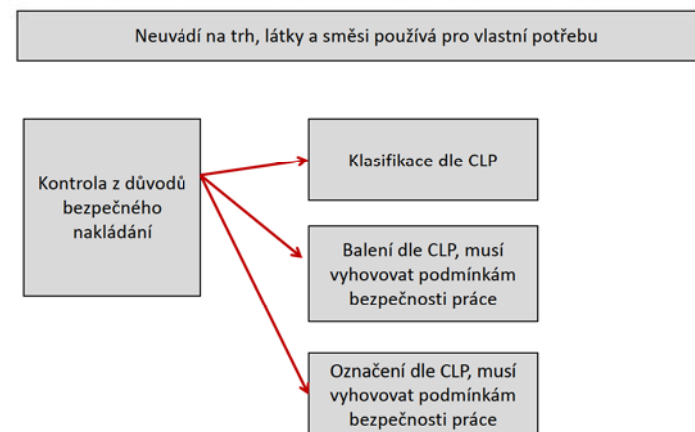 Neuvádí na trh, látky a směsi používá pro vlastní potřebu
Kontrola z důvodů
bezpečného
nakládání
Klasifikace dle CLP
Balení dle CLP, musí
vyhovovat podmínkám
bezpečnosti práce
Označení dle CLP, musí
vyhovovat podmínkám
bezpečnosti práce